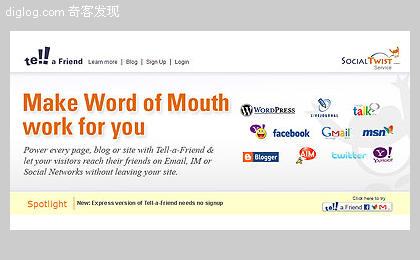 diglog.com 奇客发现
tell a Friend Learn more | Blog | Sign Up | Login
SOCIALTWIST
Service
Make Word of Mouth
work for you
Power every page, blog or site with Tell-a-Friend &
let your visitors reach their friends on Email, IM or
Social Networks without leaving your site.
WORDPRESS LIVEJOURNAL talk
facebook Gmail msn
Blogger AIM twitter Yahoo!
Spotlight New: Express version of Tell-a-friend needs no signup
Click here to try
tell a Friend